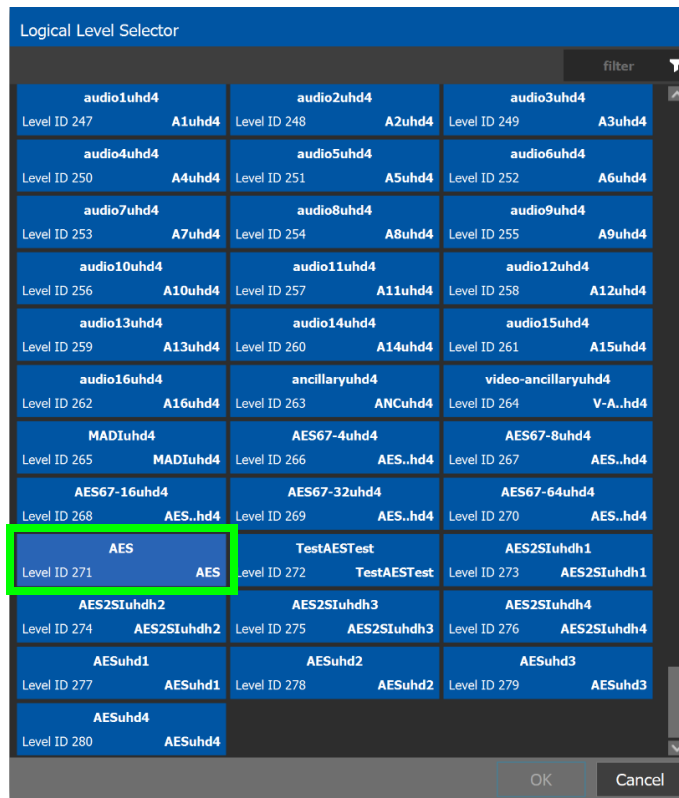 Logical Level Selector
filter
audio1uhd4 audio2uhd4 audio3uhd4
Level ID 247 A1uhd4 Level ID 248 A2uhd4 Level ID 249 A3uhd4
audio4uhd4 audio5uhd4 audio6uhd4
Level ID 250 A4uhd4 Level ID 251 A5uhd4 Level ID 252 A6uhd4
audio7uhd4 audio8uhd4 audio9uhd4
Level ID 253 A7uhd4 Level ID 254 A8uhd4 Level ID 255 A9uhd4
audio10uhd4 audio11uhd4 audio12uhd4
Level ID 256 A10uhd4 Level ID 257 A11uhd4 Level ID 258 A12uhd4
audio13uhd4 audio14uhd4 audio15uhd4
Level ID 259 A13uhd4 Level ID 260 A14uhd4 Level ID 261 A15uhd4
audio16uhd4 ancillaryuhd4 video-ancillaryuhd4
Level ID 262 A16uhd4 Level ID 263 ANCuhd4 Level ID 264 V-A..hd4
MADIuhd4 AES67-4uhd4 AES67-8uhd4
Level ID 265 MADIuhd4 Level ID 266 AES..hd4 Level ID 267 AES..hd4
AES67-16uhd4 AES67-32uhd4 AES67-64uhd4
Level ID 268 AES..hd4 Level ID 269 AES..hd4 Level ID 270 AES..hd4
AES TestAESTest AES2SIuhdh1
Level ID 271 AES Level ID 272 TestAESTest Level ID 273 AES2SIuhdh1
AES2SIuhdh2 AES2SIuhdh3 AES2SIuhdh4
Level ID 274 AES2SIuhdh2 Level ID 275 AES2SIuhdh3 Level ID 276 AES2SIuhdh4
AESuhd1 AESuhd2 AESuhd3
Level ID 277 AESuhd1 Level ID 278 AESuhd2 Level ID 279 AESuhd3
AESuhd4
Level ID 280 AESuhd4
OK Cancel